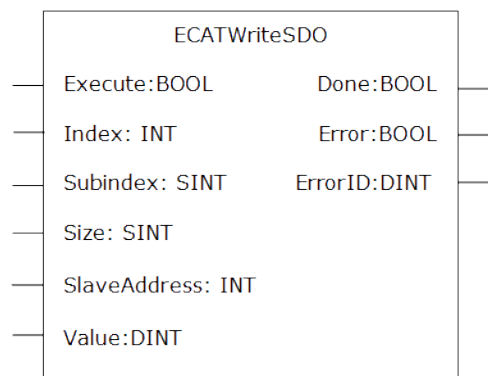 ECATWriteSDO
Execute:BOOL Done:BOOL
Index: INT Error:BOOL
Subindex: SINT ErrorID:DINT
Size: SINT
SlaveAddress: INT
Value:DINT